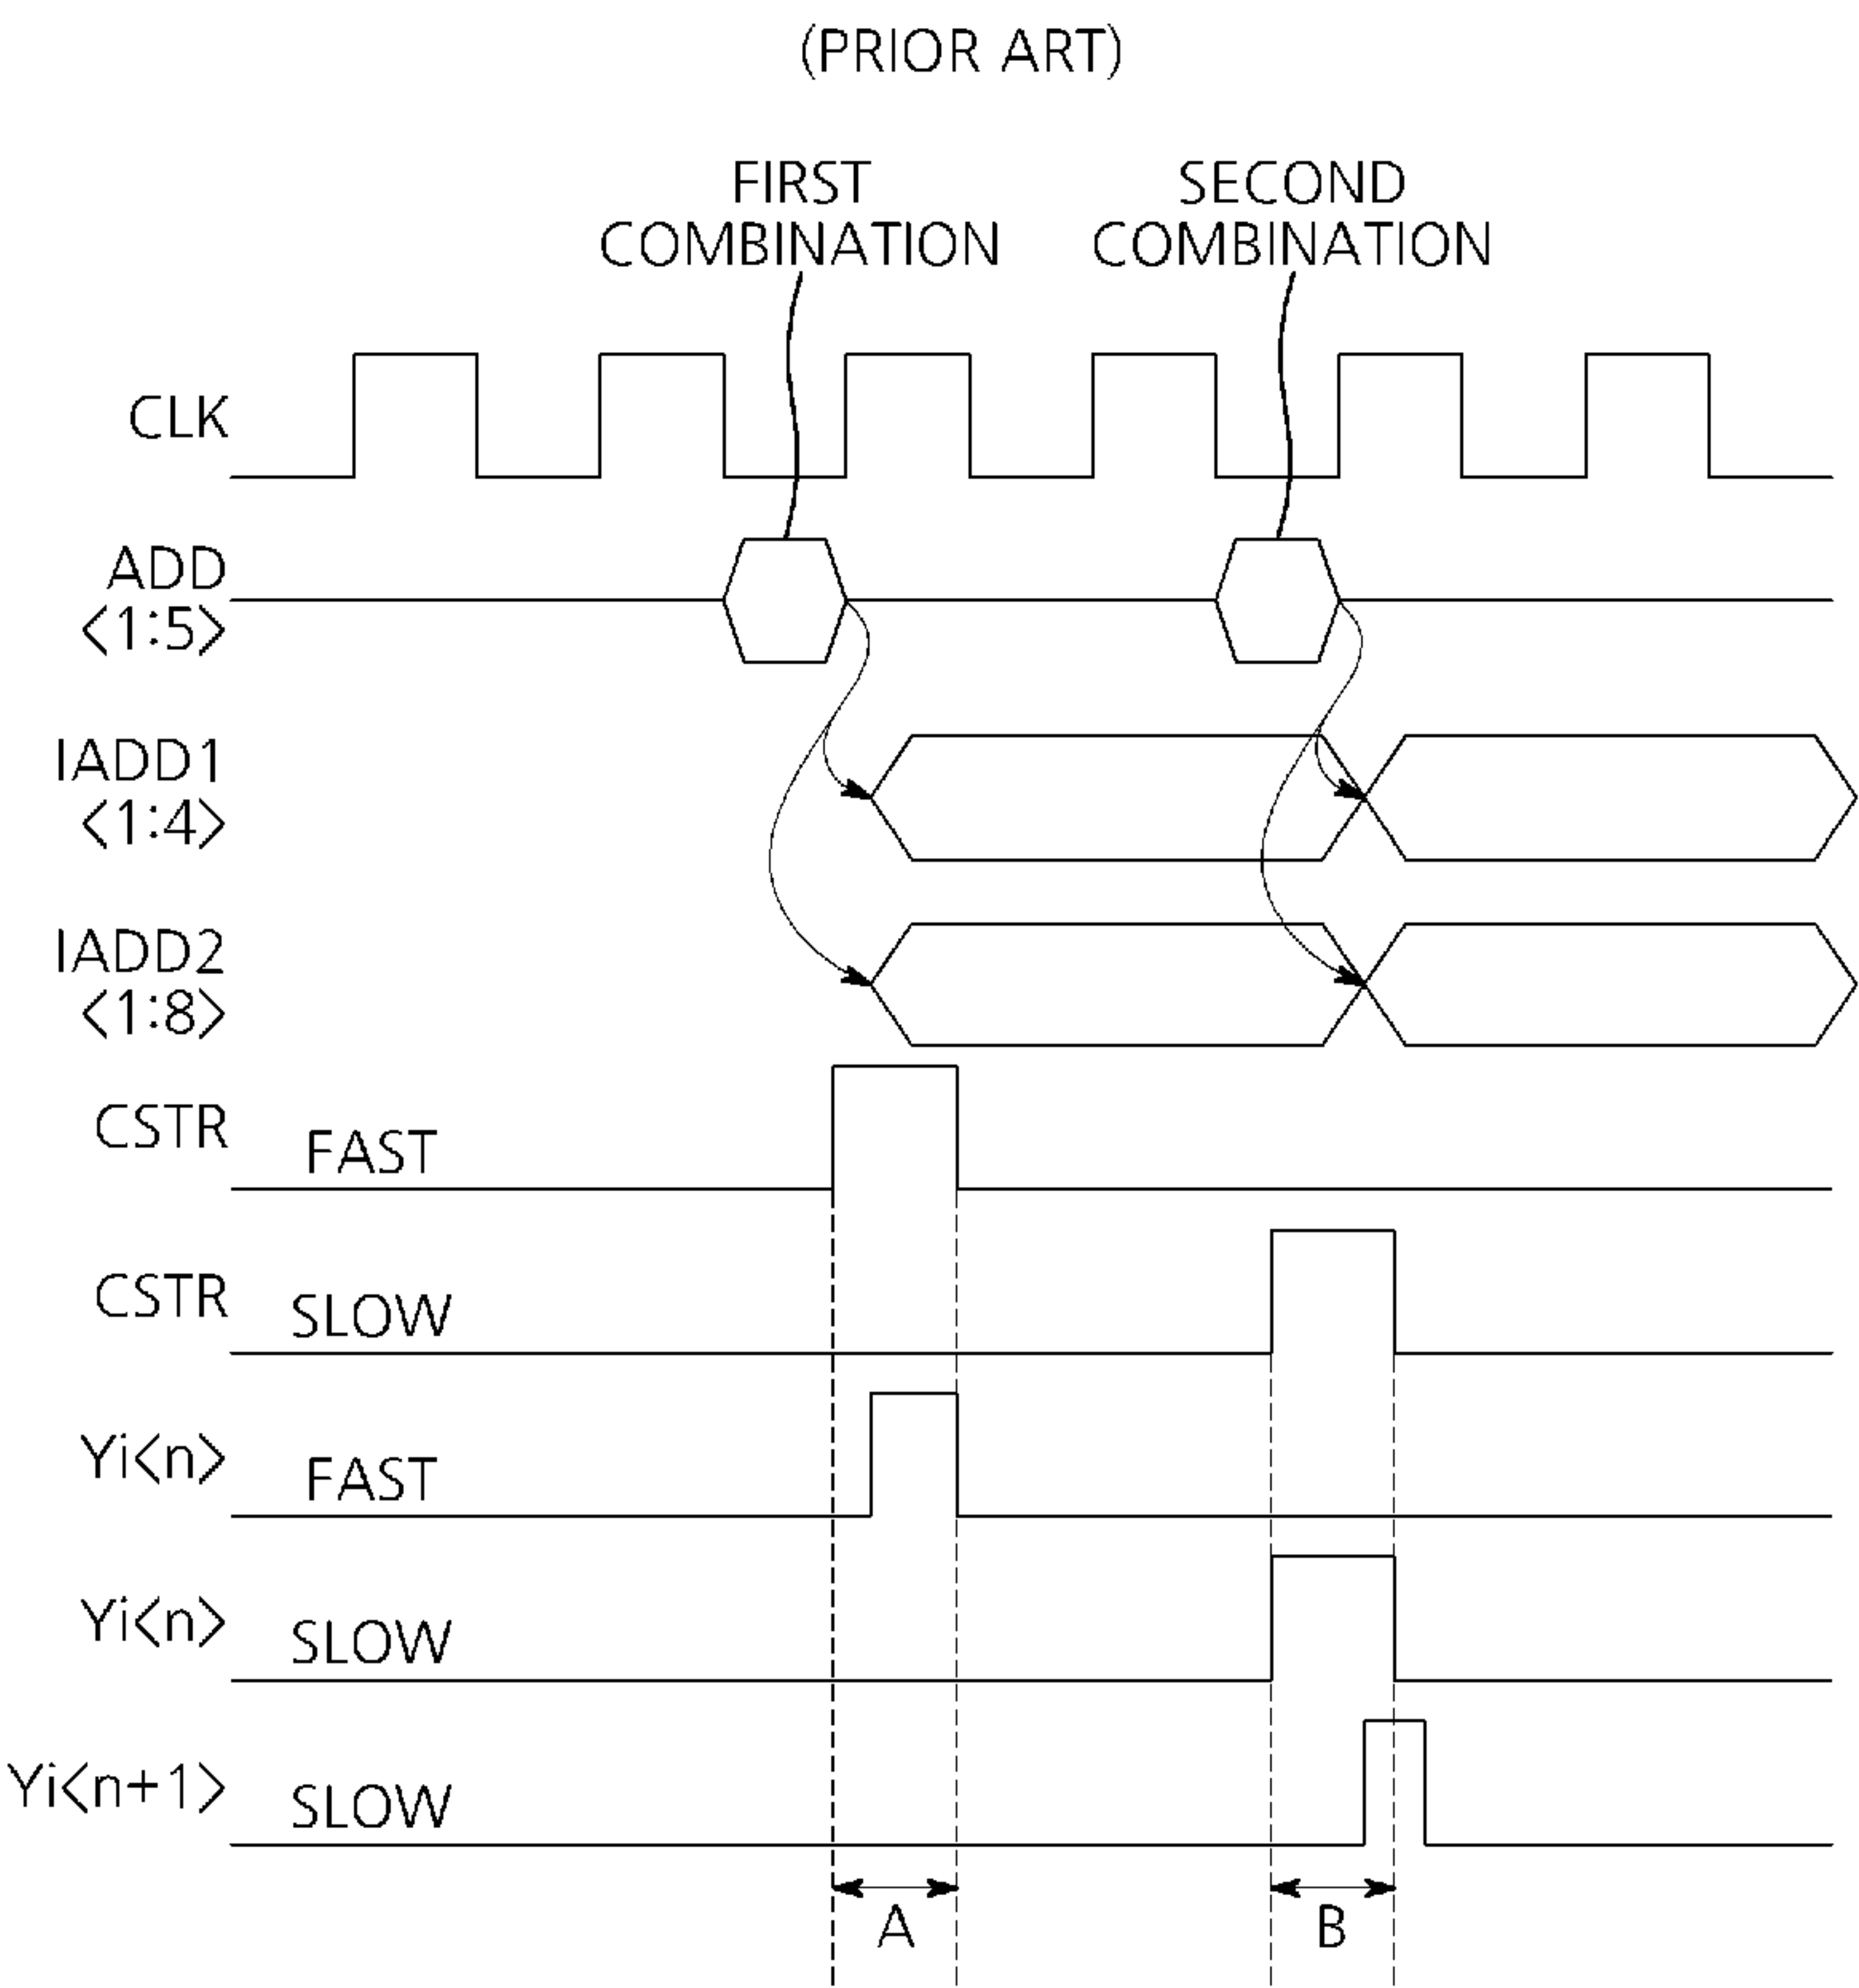 (PRIOR ART)
FIRST
COMBINATION
SECOND
COMBINATION
CLK
ADD
<1:5>
IADD1
<1:4>
IADD2
<1:8>
CSTR
FAST
CSTR
SLOW
Yi<n>
FAST
Yi<n>
SLOW
Yi<n+1>
SLOW
A
B